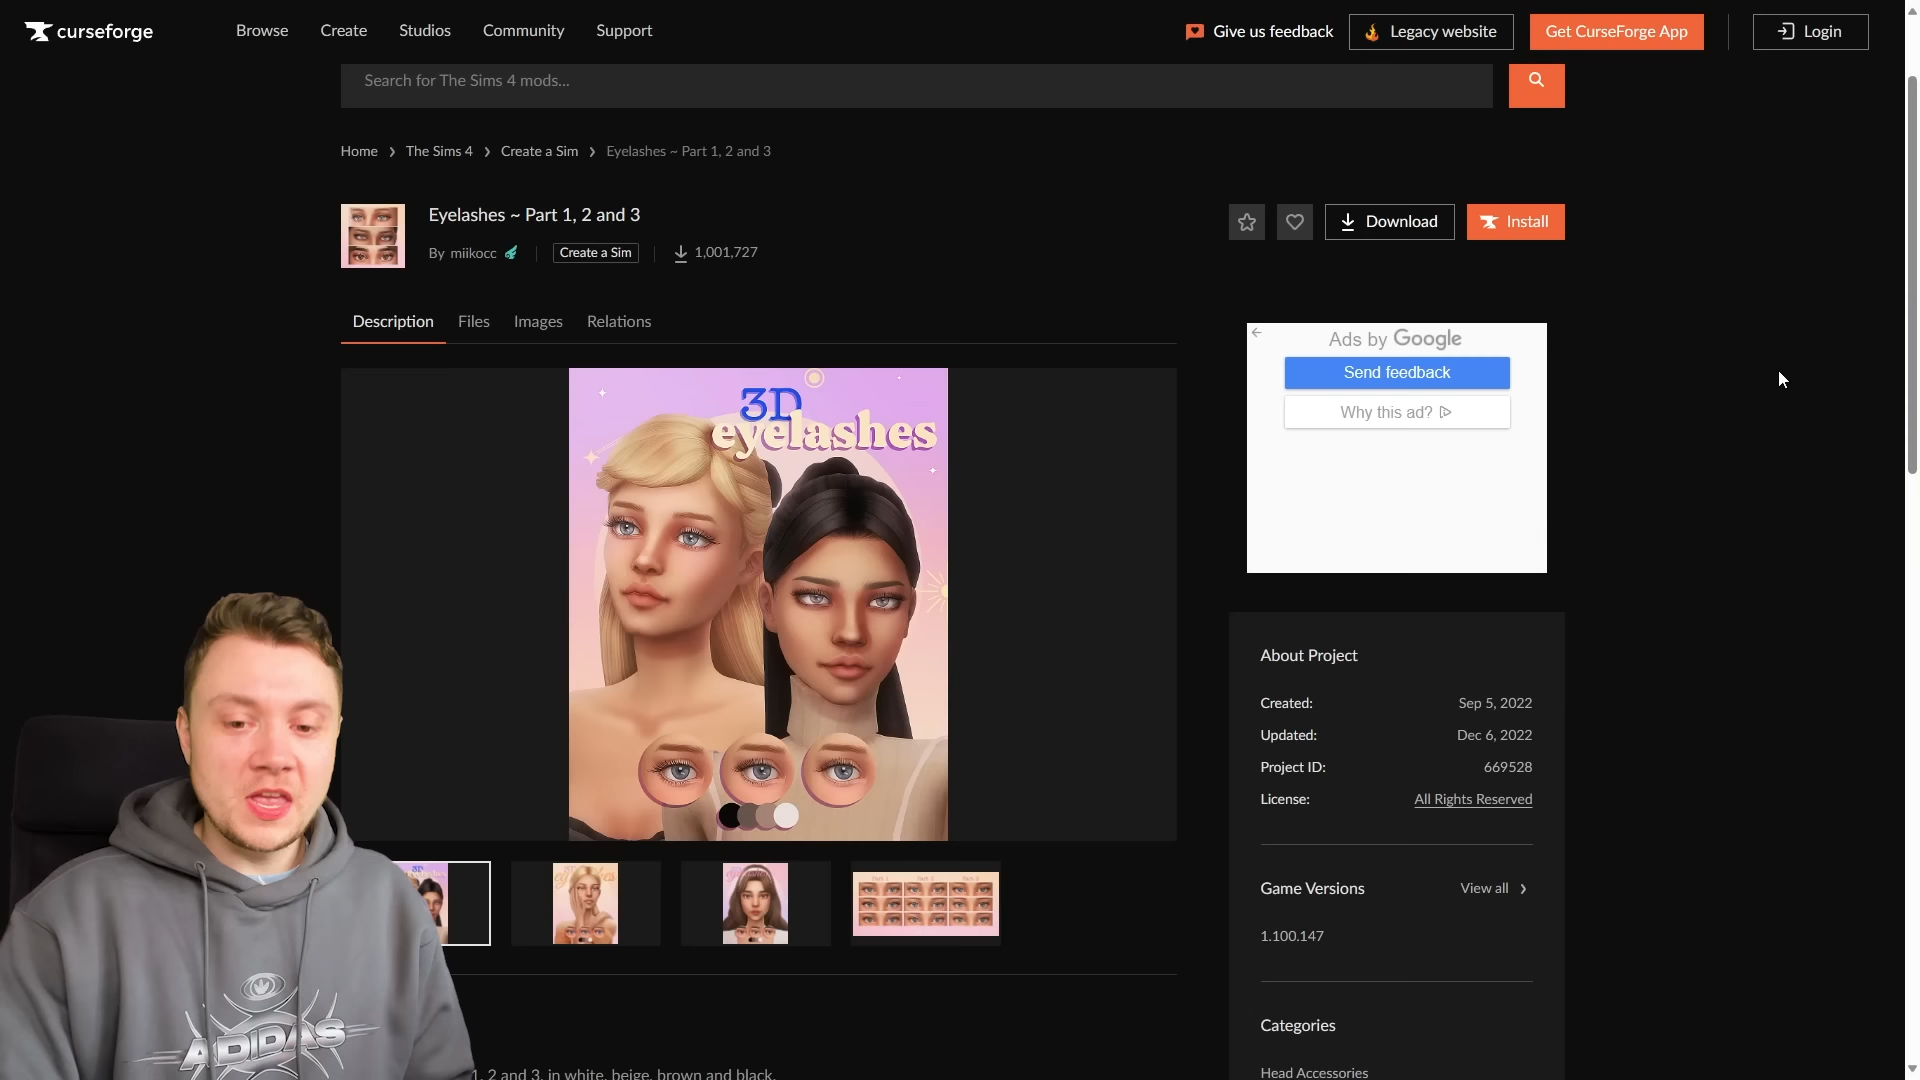 curseforge
Browse Create Studios Community Support
Give us feedback
Legacy website
Get CurseForge App
Login
Search for The Sims 4 mods...
Home > The Sims 4 > Create a Sim > Eyelashes ~ Part 1, 2 and 3
Eyelashes ~ Part 1, 2 and 3
By miikocc
Create a Sim
1,001,727
Download
Install
Description Files Images Relations
Ads by Google
Send feedback
Why this ad?
3D
eyelashes
About Project
Created: Sep 5, 2022
Updated: Dec 6, 2022
Project ID: 669528
License: All Rights Reserved
Game Versions View all
1.100.147
Categories
Head Accessories
ADIDAS
1, 2 and 3, in white, beige, brown and black.